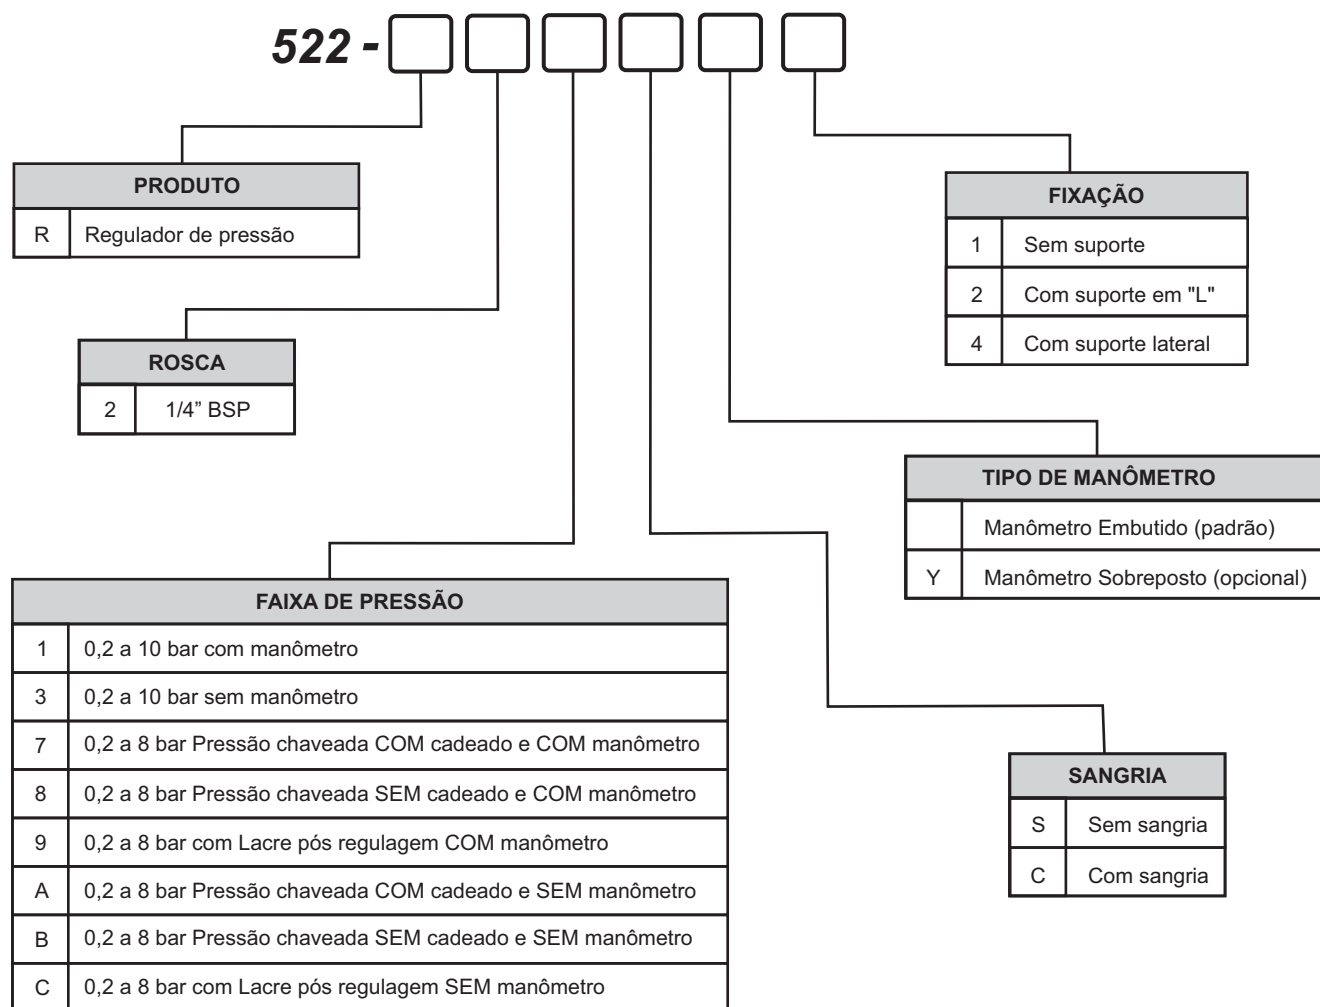 522 -
PRODUTO
R Regulador de pressão
ROSCA
2 1/4” BSP
FAIXA DE PRESSÃO
1 0,2 a 10 bar com manômetro
3 0,2 a 10 bar sem manômetro
7 0,2 a 8 bar Pressão chaveada COM cadeado e COM manômetro
8 0,2 a 8 bar Pressão chaveada SEM cadeado e COM manômetro
9 0,2 a 8 bar com Lacre pós regulagem COM manômetro
A 0,2 a 8 bar Pressão chaveada COM cadeado e SEM manômetro
B 0,2 a 8 bar Pressão chaveada SEM cadeado e SEM manômetro
C 0,2 a 8 bar com Lacre pós regulagem SEM manômetro
FIXAÇÃO
1 Sem suporte
2 Com suporte em "L"
4 Com suporte lateral
TIPO DE MANÔMETRO
Manômetro Embutido (padrão)
Y Manômetro Sobreposto (opcional)
SANGRIA
S Sem sangria
C Com sangria